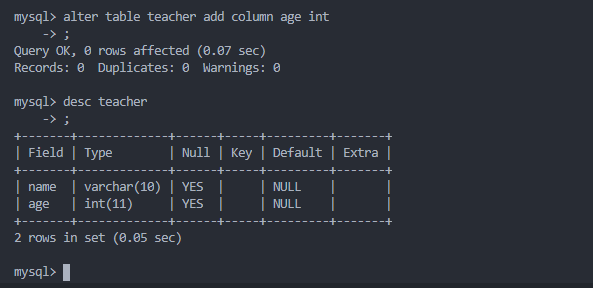 mysql> alter table teacher add column age int
    -> ;
Query OK, 0 rows affected (0.07 sec)
Records: 0  Duplicates: 0  Warnings: 0

mysql> desc teacher
    -> ;
+-------+-------------+------+-----+---------+-------+
| Field | Type        | Null | Key | Default | Extra |
+-------+-------------+------+-----+---------+-------+
| name  | varchar(10) | YES  |     | NULL    |       |
| age   | int(11)     | YES  |     | NULL    |       |
+-------+-------------+------+-----+---------+-------+
2 rows in set (0.05 sec)

mysql>